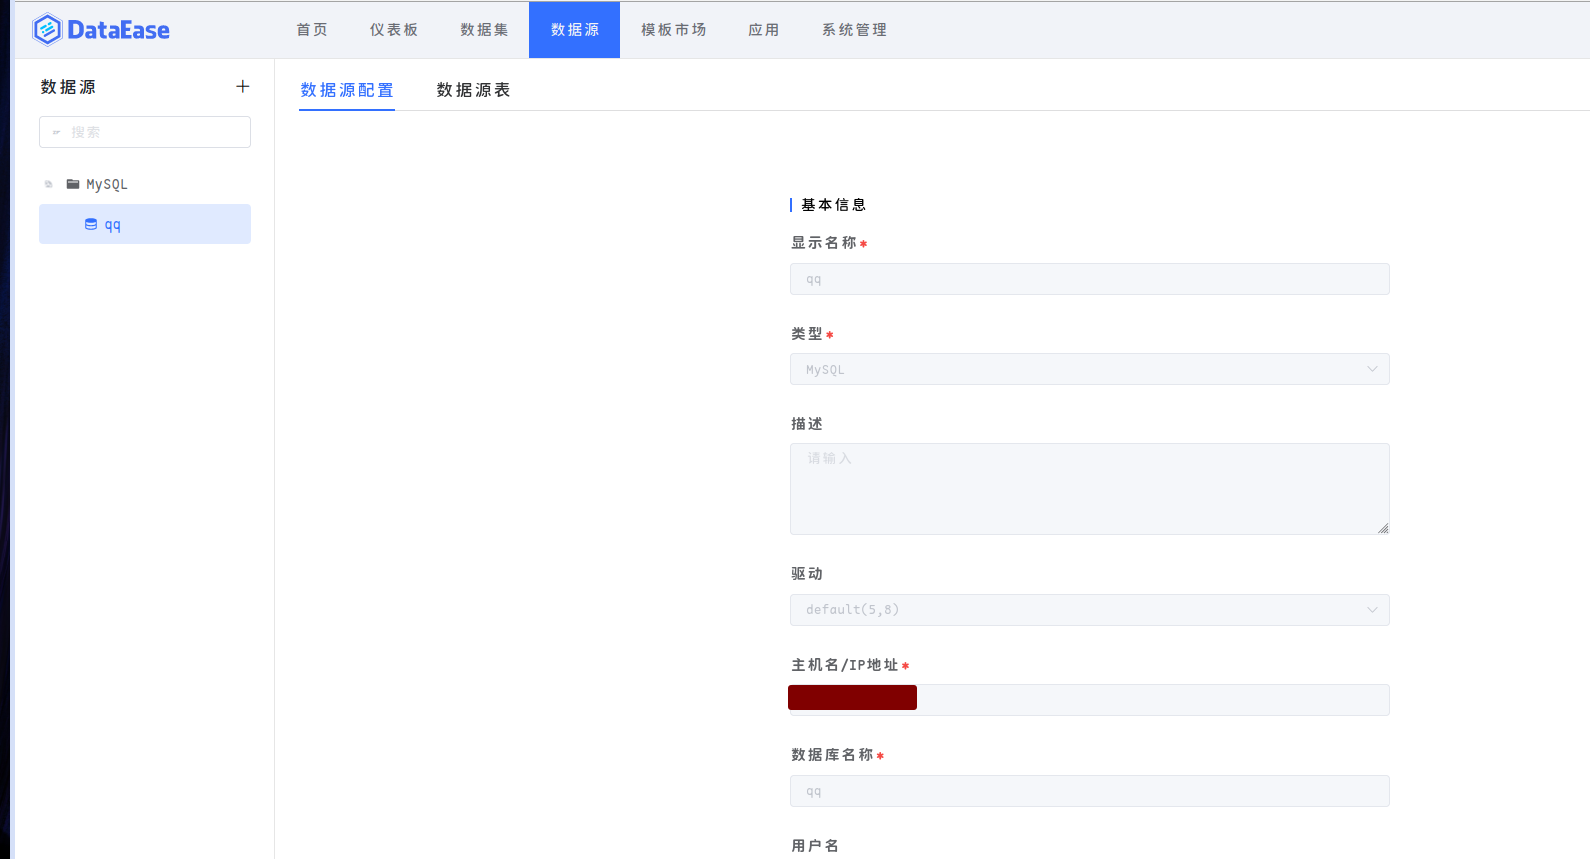 DataEase
首页 仪表板 数据集 数据源 模板市场 应用 系统管理
数据源 +
搜索
MySQL
qq
数据源配置 数据源表
基本信息
显示名称*
qq
类型*
MySQL
描述
请输入
驱动
default(5,8)
主机名/IP地址*
数据库名称*
qq
用户名